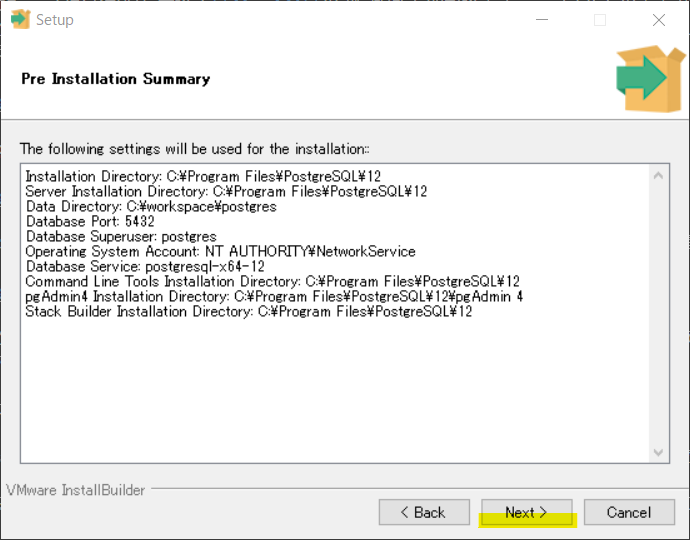 Setup
Pre Installation Summary
The following settings will be used for the installation::
Installation Directory: C:¥Program Files¥PostgreSQL¥12
Server Installation Directory: C:¥Program Files¥PostgreSQL¥12
Data Directory: C:¥workspace¥postgres
Database Port: 5432
Database Superuser: postgres
Operating System Account: NT AUTHORITY¥NetworkService
Database Service: postgresql-x64-12
Command Line Tools Installation Directory: C:¥Program Files¥PostgreSQL¥12
pgAdmin4 Installation Directory: C:¥Program Files¥PostgreSQL¥12¥pgAdmin 4
Stack Builder Installation Directory: C:¥Program Files¥PostgreSQL¥12
VMware InstallBuilder
< Back Next > Cancel